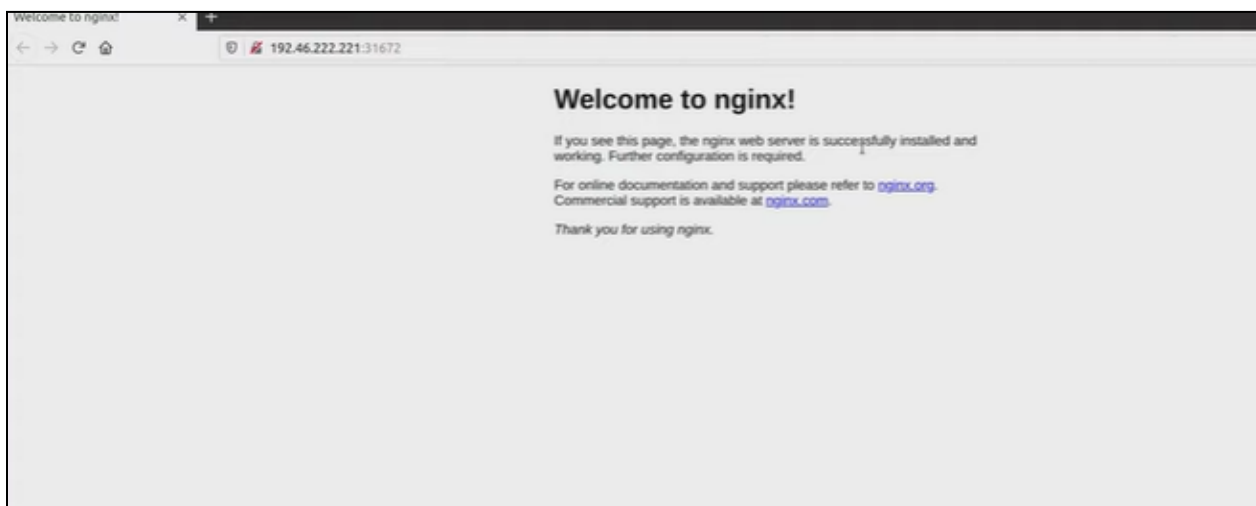 Welcome to nginx!
192.46.222.221:31672
Welcome to nginx!
If you see this page, the nginx web server is successfully installed and
working. Further configuration is required.
For online documentation and support please refer to nginx.org.
Commercial support is available at nginx.com.
Thank you for using nginx.